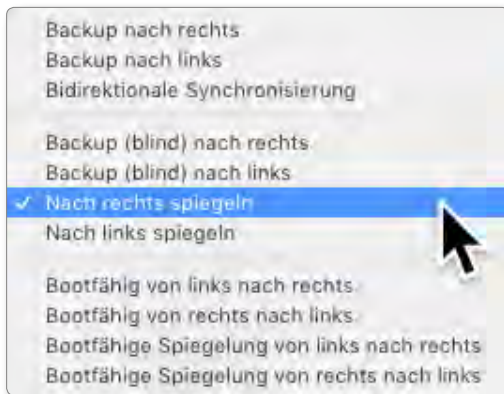 Backup nach rechts
Backup nach links
Bidirektionale Synchronisierung
Backup (blind) nach rechts
Backup (blind) nach links
✓ Nach rechts spiegeln
Nach links spiegeln
Bootfähig von links nach rechts
Bootfähig von rechts nach links
Bootfähige Spiegelung von links nach rechts
Bootfähige Spiegelung von rechts nach links